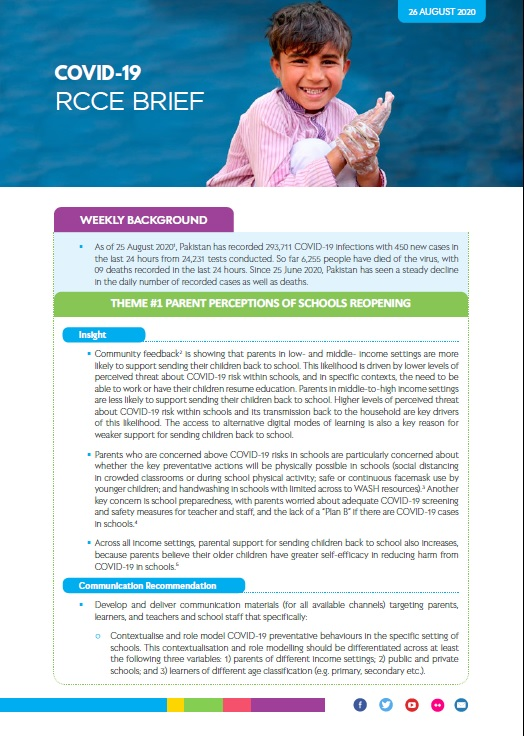 26 AUGUST 2020
COVID-19
RCCE BRIEF
WEEKLY BACKGROUND
▪ As of 25 August 2020¹, Pakistan has recorded 293,711 COVID-19 infections with 450 new cases in
the last 24 hours from 24,231 tests conducted. So far 6,255 people have died of the virus, with
09 deaths recorded in the last 24 hours. Since 25 June 2020, Pakistan has seen a steady decline
in the daily number of recorded cases as well as deaths.
THEME #1 PARENT PERCEPTIONS OF SCHOOLS REOPENING
Insight
▪ Community feedback² is showing that parents in low- and middle- income settings are more
likely to support sending their children back to school. This likelihood is driven by lower levels of
perceived threat about COVID-19 risk within schools, and in specific contexts, the need to be
able to work or have their children resume education. Parents in middle-to-high income settings
are less likely to support sending their children back to school. Higher levels of perceived threat
about COVID-19 risk within schools and its transmission back to the household are key drivers
of this likelihood. The access to alternative digital modes of learning is also a key reason for
weaker support for sending children back to school.
▪ Parents who are concerned above COVID-19 risks in schools are particularly concerned about
whether the key preventative actions will be physically possible in schools (social distancing
in crowded classrooms or during school physical activity; safe or continuous facemask use by
younger children; and handwashing in schools with limited across to WASH resources).³ Another
key concern is school preparedness, with parents worried about adequate COVID-19 screening
and safety measures for teacher and staff, and the lack of a "Plan B" if there are COVID-19 cases
in schools.⁴
▪ Across all income settings, parental support for sending children back to school also increases,
because parents believe their older children have greater self-efficacy in reducing harm from
COVID-19 in schools.⁵
Communication Recommendation
▪ Develop and deliver communication materials (for all available channels) targeting parents,
learners, and teachers and school staff that specifically:
○ Contextualise and role model COVID-19 preventative behaviours in the specific setting of
schools. This contextualisation and role modelling should be differentiated across at least
the following three variables: 1) parents of different income settings; 2) public and private
schools; and 3) learners of different age classification (e.g. primary, secondary etc.).